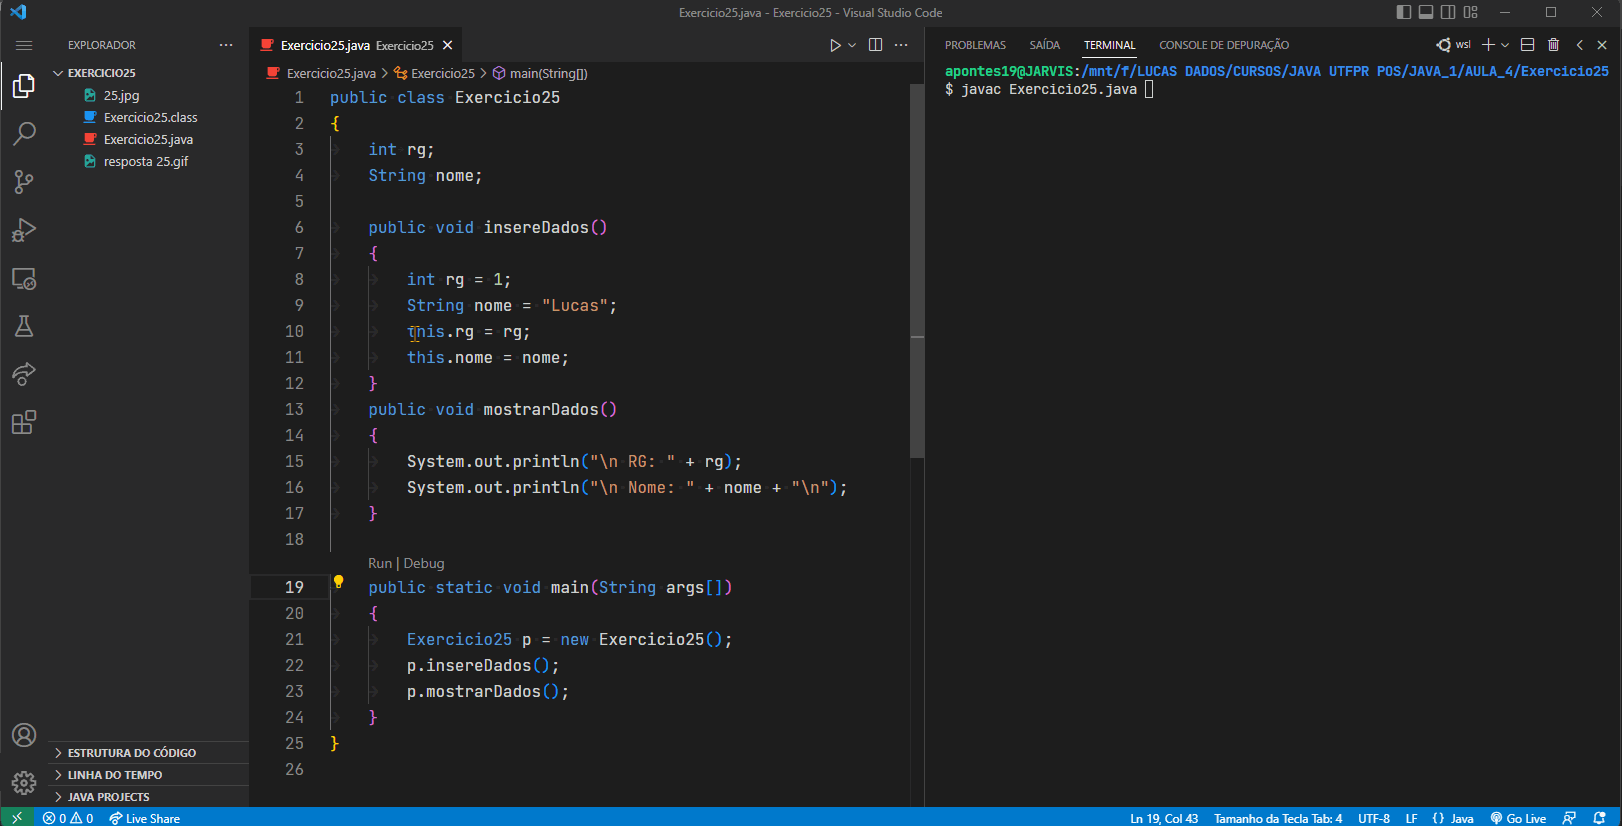 Exercicio25.java - Exercicio25 - Visual Studio Code
EXPLORADOR
EXERCICIO25
25.jpg
Exercicio25.class
Exercicio25.java
resposta 25.gif
ESTRUTURA DO CÓDIGO
LINHA DO TEMPO
JAVA PROJECTS
Exercicio25.java Exercicio25
Exercicio25.java > Exercicio25 > main(String[])
1 public class Exercicio25
2 {
3 int rg;
4 String nome;
5
6 public void insereDados()
7 {
8 int rg = 1;
9 String nome = "Lucas";
10 this.rg = rg;
11 this.nome = nome;
12 }
13 public void mostrarDados()
14 {
15 System.out.println("\n RG: " + rg);
16 System.out.println("\n Nome: " + nome + "\n");
17 }
18
Run | Debug
19 public static void main(String args[])
20 {
21 Exercicio25 p = new Exercicio25();
22 p.insereDados();
23 p.mostrarDados();
24 }
25 }
26
PROBLEMAS SAÍDA TERMINAL CONSOLE DE DEPURAÇÃO wsl
apontes19@JARVIS:/mnt/f/LUCAS DADOS/CURSOS/JAVA UTFPR POS/JAVA_1/AULA_4/Exercicio25
$ javac Exercicio25.java
0 0 Live Share Ln 19, Col 43 Tamanho da Tecla Tab: 4 UTF-8 LF {} Java Go Live